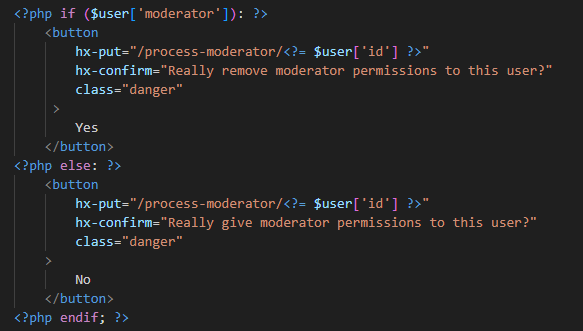 <?php if ($user['moderator']): ?>
    <button
        hx-put="/process-moderator/<?= $user['id'] ?>"
        hx-confirm="Really remove moderator permissions to this user?"
        class="danger"
     >
        Yes
    </button>
<?php else: ?>
    <button
        hx-put="/process-moderator/<?= $user['id'] ?>"
        hx-confirm="Really give moderator permissions to this user?"
        class="danger"
    >
        No
    </button>
<?php endif; ?>